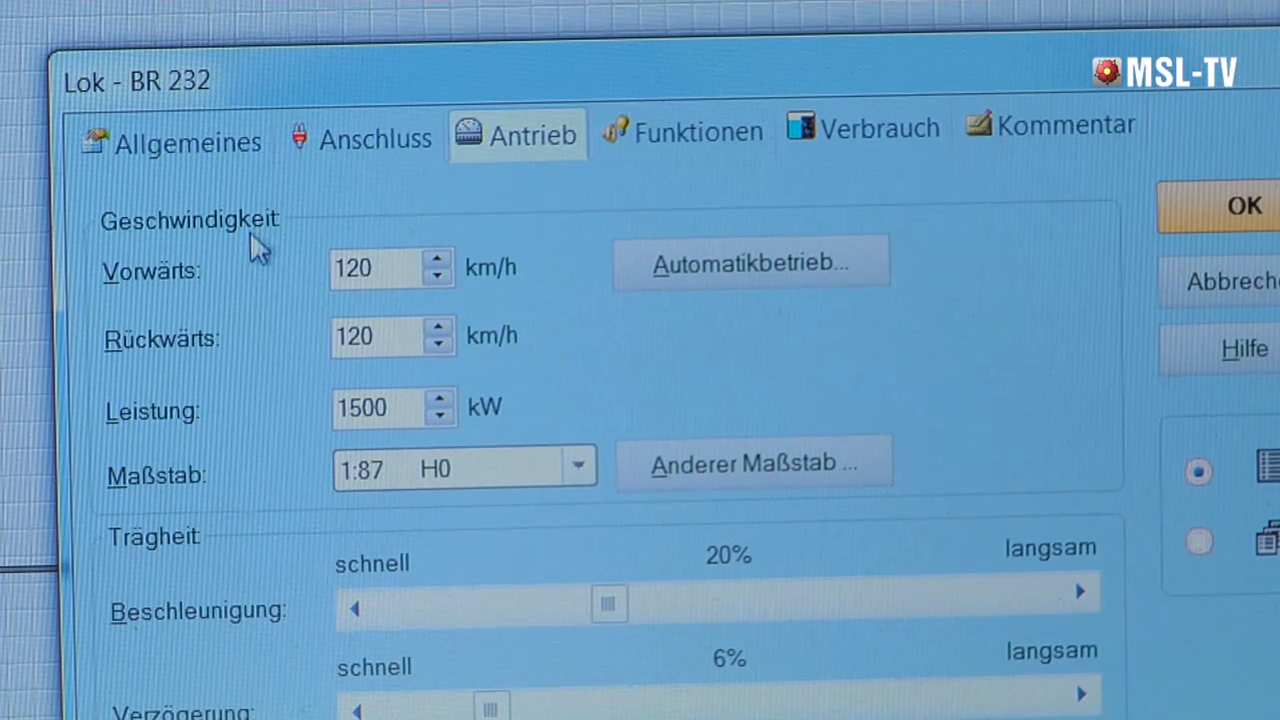 MSL-TV
Lok - BR 232
Allgemeines Anschluss Antrieb Funktionen Verbrauch Kommentar
Geschwindigkeit
OK
Vorwärts: 120 km/h Automatikbetrieb...
Rückwärts: 120 km/h
Abbreche
Hilfe
Leistung: 1500 kW
Maßstab: 1:87 H0 Anderer Maßstab ...
Trägheit
schnell 20% langsam
Beschleunigung:
schnell 6% langsam
Verzögerung: